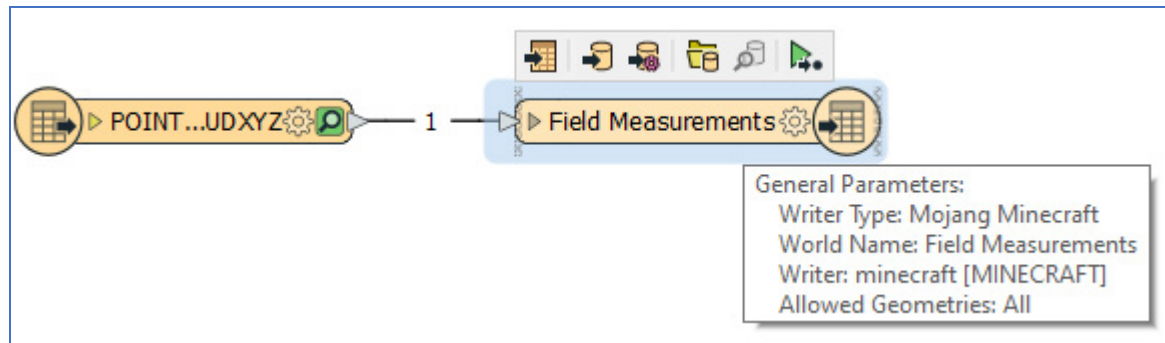 POINT...UDXYZ 1 Field Measurements
General Parameters:
Writer Type: Mojang Minecraft
World Name: Field Measurements
Writer: minecraft [MINECRAFT]
Allowed Geometries: All